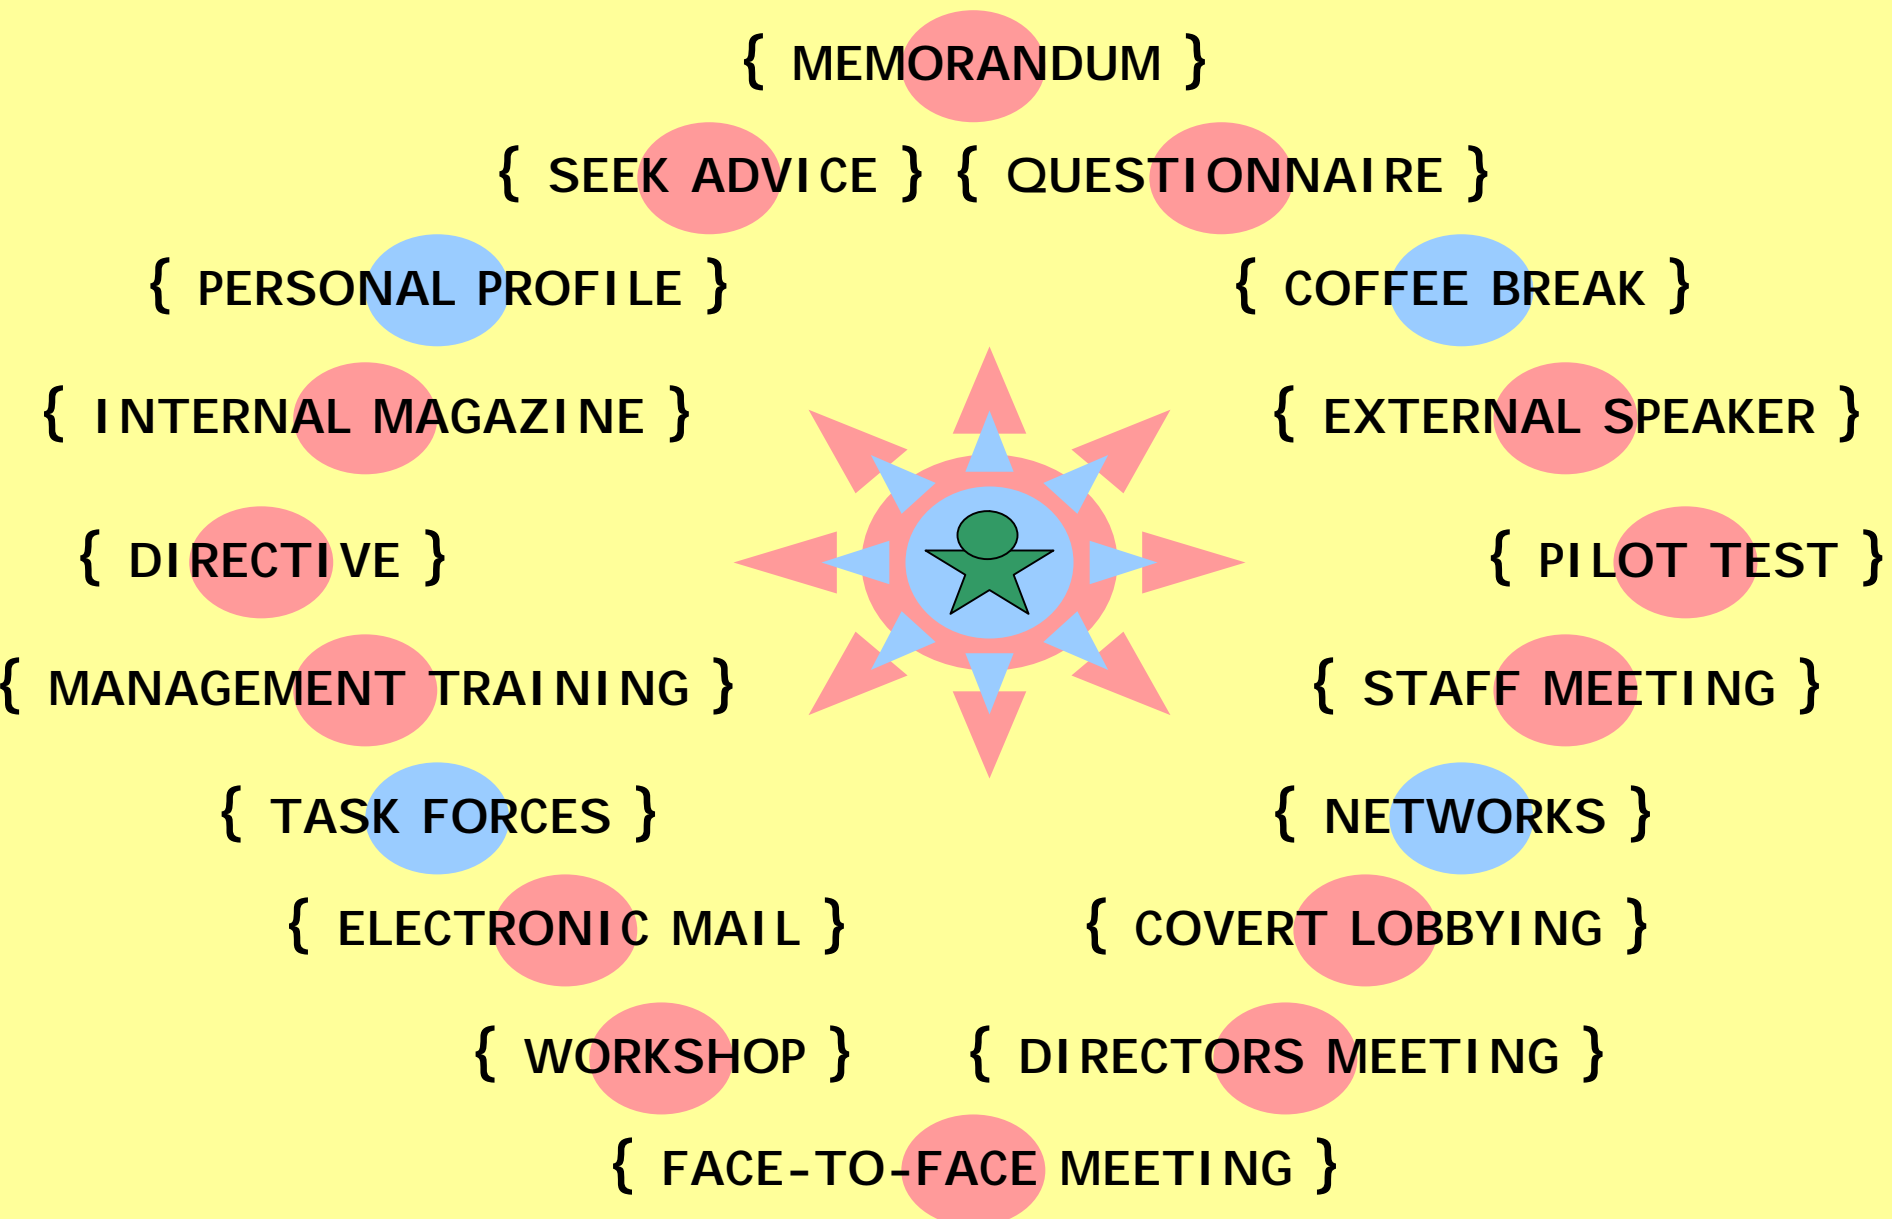 { MEMORANDUM }
{ SEEK ADVICE } { QUESTIONNAIRE }
{ PERSONAL PROFILE } { COFFEE BREAK }
{ INTERNAL MAGAZINE } { EXTERNAL SPEAKER }
{ DIRECTIVE } { PILOT TEST }
{ MANAGEMENT TRAINING } { STAFF MEETING }
{ TASK FORCES } { NETWORKS }
{ ELECTRONIC MAIL } { COVERT LOBBYING }
{ WORKSHOP } { DIRECTORS MEETING }
{ FACE-TO-FACE MEETING }